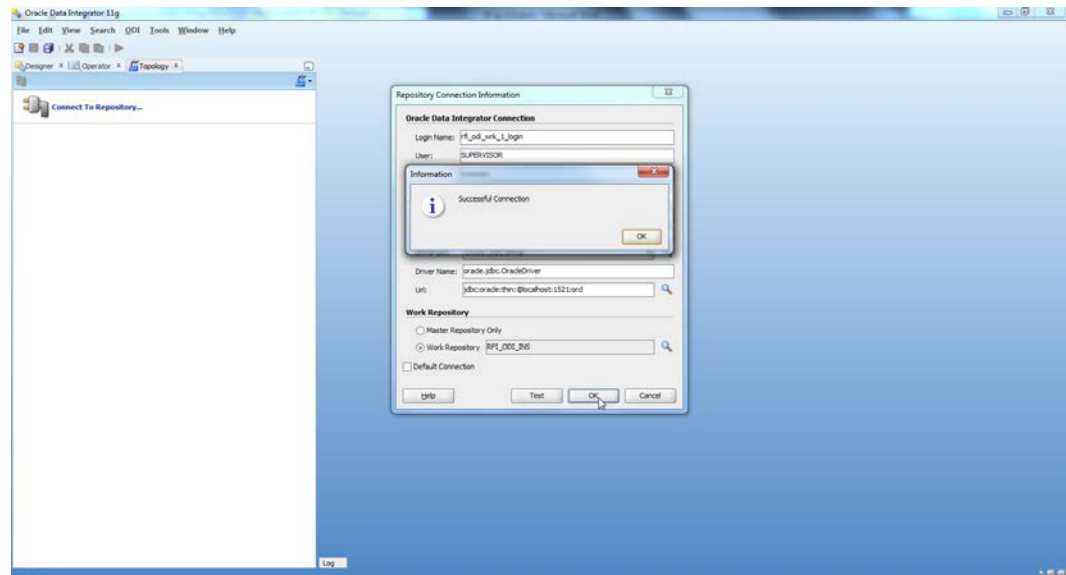 Oracle Data Integrator 11g
File Edit View Search ODI Tools Window Help
Designer Operator Topology
Connect To Repository...
Repository Connection Information
Oracle Data Integrator Connection
Login Name: rfi_odi_wrk_1_login
User: SUPERVISOR
Information
Successful Connection
OK
Driver Name: oracle.jdbc.OracleDriver
Url: jdbc:oracle:thin:@localhost:1521:ord
Work Repository
Master Repository Only
Work Repository RFI_ODI_INS
Default Connection
Help Test OK Cancel
Log